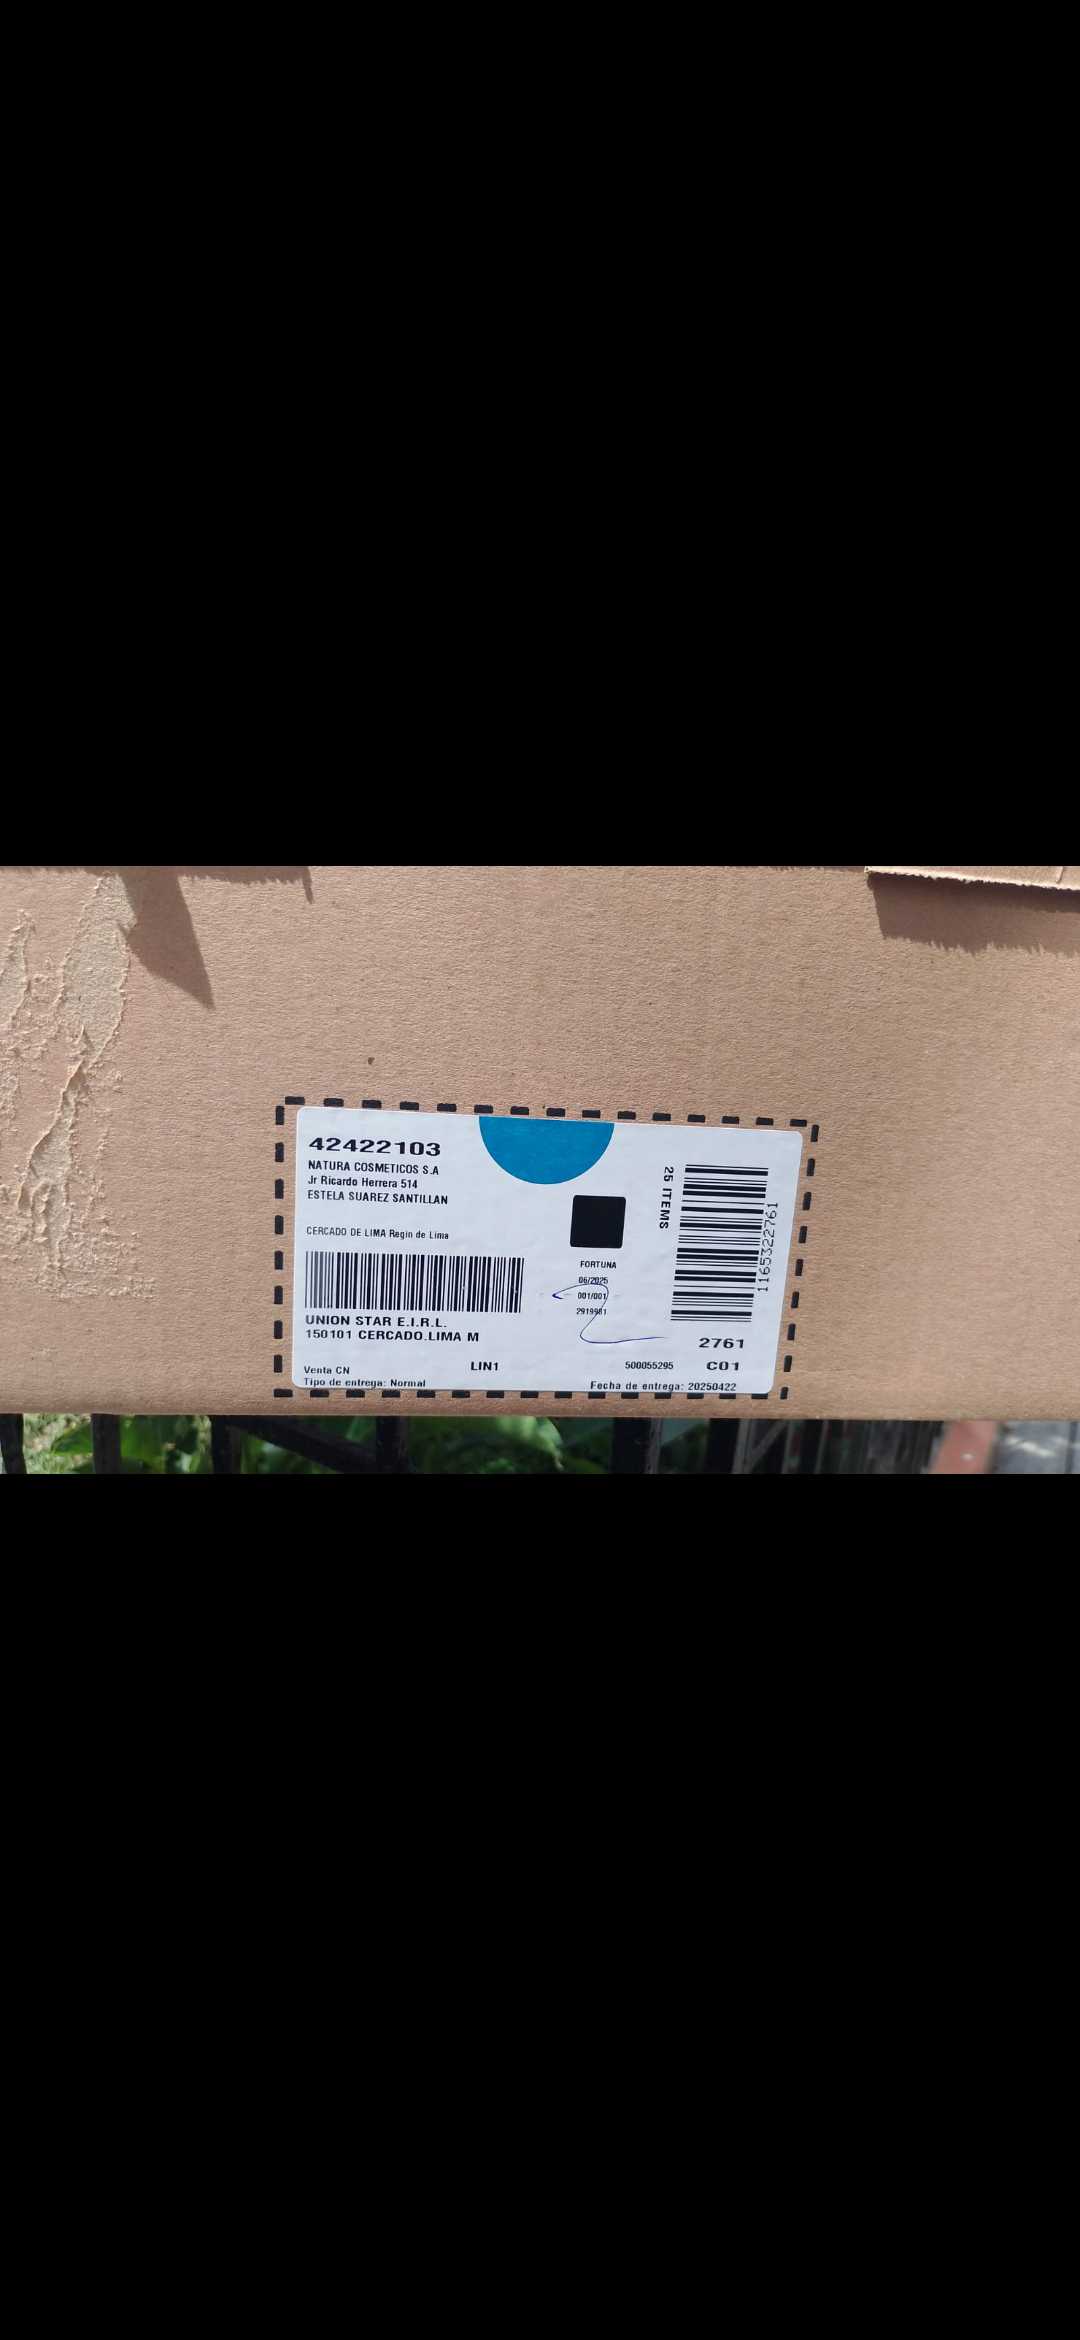 42422103
NATURA COSMETICOS S.A
Jr Ricardo Herrera 514
ESTELA SUAREZ SANTILLAN
CERCADO DE LIMA Regin de Lima
UNION STAR E.I.R.L.
150101 CERCADO.LIMA M
Venta CN
LIN1
Tipo de entrega: Normal
FORTUNA
06/2025
001/001
2919981
25 ITEMS
1165322761
2761
500055295
C01
Fecha de entrega: 20250422